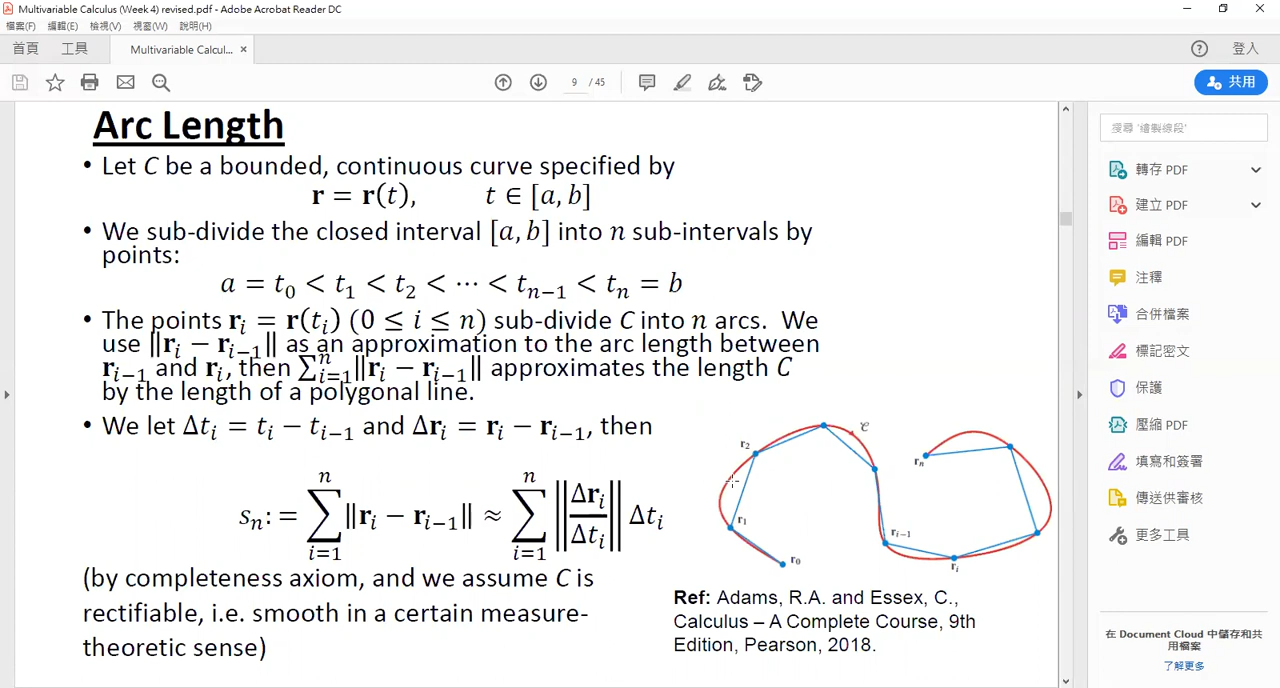 Multivariable Calculus (Week 4) revised.pdf - Adobe Acrobat Reader DC
檔案(F) 編輯(E) 檢視(V) 視窗(W) 說明(H)
首頁 工具 Multivariable Calcul... × 登入
9 / 45 共用
Arc Length
• Let C be a bounded, continuous curve specified by
r = r(t), t ∈ [a, b]
• We sub-divide the closed interval [a, b] into n sub-intervals by
points:
a = t₀ < t₁ < t₂ < ⋯ < tₙ₋₁ < tₙ = b
• The points rᵢ = r(tᵢ) (0 ≤ i ≤ n) sub-divide C into n arcs. We
use ‖rᵢ − rᵢ₋₁‖ as an approximation to the arc length between
rᵢ₋₁ and rᵢ, then ∑ⁿᵢ₌₁‖rᵢ − rᵢ₋₁‖ approximates the length C
by the length of a polygonal line.
• We let Δtᵢ = tᵢ − tᵢ₋₁ and Δrᵢ = rᵢ − rᵢ₋₁, then
sₙ: = ∑ⁿᵢ₌₁ ‖rᵢ − rᵢ₋₁‖ ≈ ∑ⁿᵢ₌₁ ‖Δrᵢ/Δtᵢ‖ Δtᵢ
(by completeness axiom, and we assume C is
rectifiable, i.e. smooth in a certain measure-
theoretic sense)
r₂
𝒞
rₙ
r₁
rᵢ₋₁
r₀
rᵢ
Ref: Adams, R.A. and Essex, C.,
Calculus – A Complete Course, 9th
Edition, Pearson, 2018.
搜尋 '繪製線段'
轉存 PDF
建立 PDF
編輯 PDF
注釋
合併檔案
標記密文
保護
壓縮 PDF
填寫和簽署
傳送供審核
更多工具
在 Document Cloud 中儲存和共
用檔案
了解更多